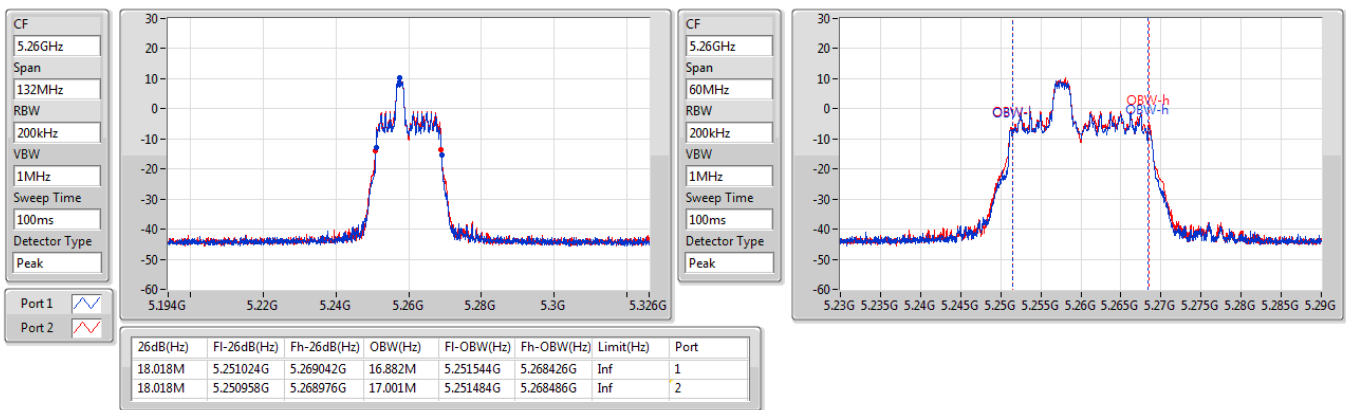 CF
5.26GHz
Span
132MHz
RBW
200kHz
VBW
1MHz
Sweep Time
100ms
Detector Type
Peak
Port 1
Port 2
30
20
10
0
-10
-20
-30
-40
-50
-60
5.194G 5.22G 5.24G 5.26G 5.28G 5.3G 5.326G
CF
5.26GHz
Span
60MHz
RBW
200kHz
VBW
1MHz
Sweep Time
100ms
Detector Type
Peak
30
20
10
0
-10
-20
-30
-40
-50
-60
OBW-
OBW-h
OBW-h
5.23G 5.235G 5.24G 5.245G 5.25G 5.255G 5.26G 5.265G 5.27G 5.275G 5.28G 5.285G 5.29G
26dB(Hz) Fl-26dB(Hz) Fh-26dB(Hz) OBW(Hz) Fl-OBW(Hz) Fh-OBW(Hz) Limit(Hz) Port
18.018M 5.251024G 5.269042G 16.882M 5.251544G 5.268426G Inf 1
18.018M 5.250958G 5.268976G 17.001M 5.251484G 5.268486G Inf 2